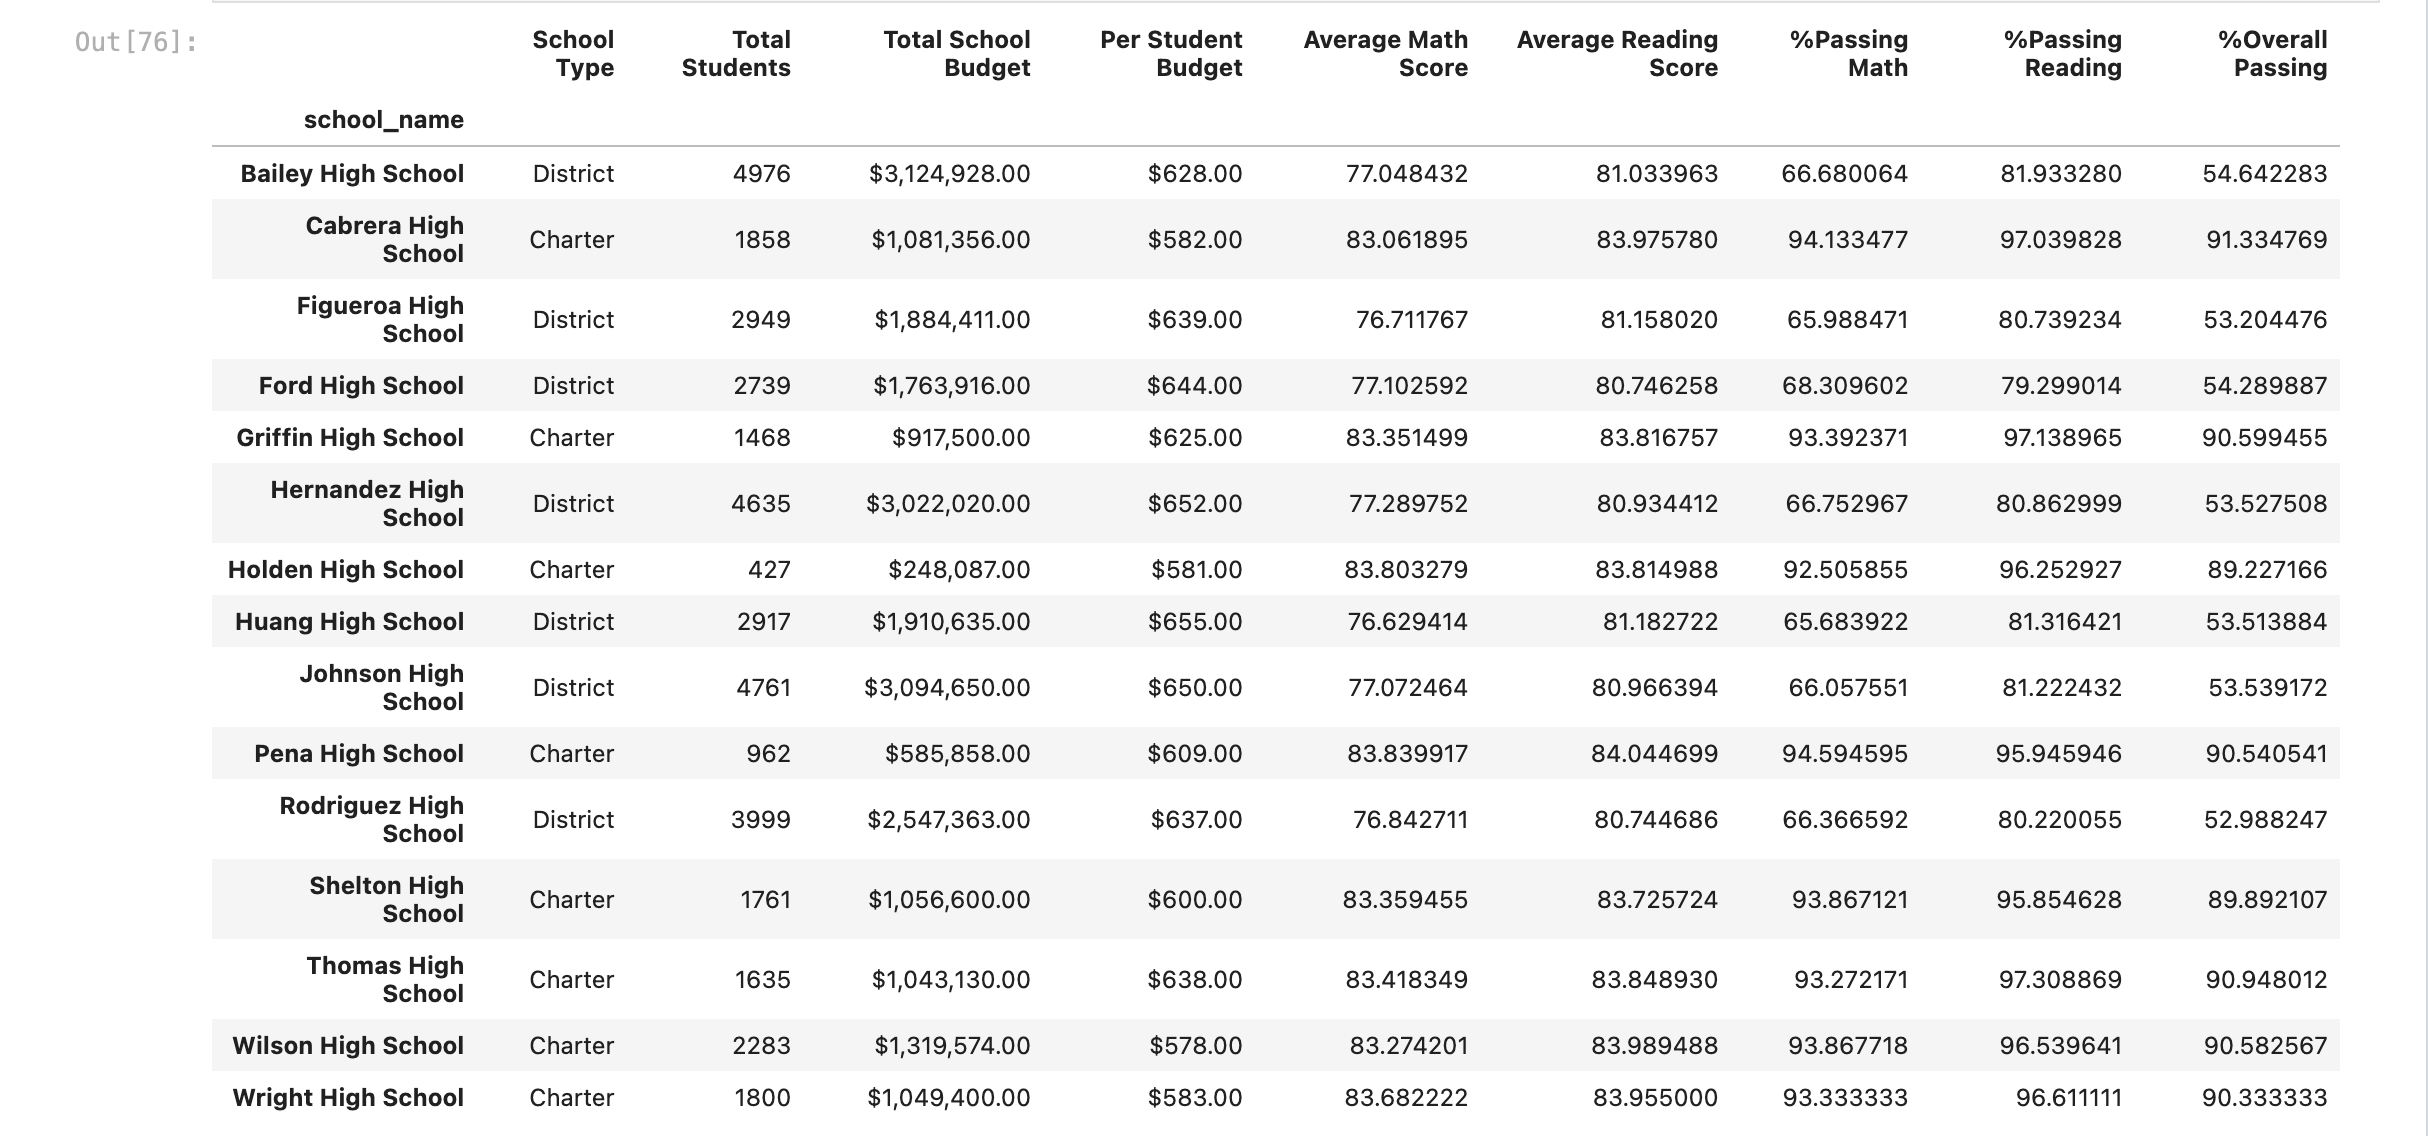 Out[76]:
School Type Total Students Total School Budget Per Student Budget Average Math Score Average Reading Score %Passing Math %Passing Reading %Overall Passing
school_name
Bailey High School District 4976 $3,124,928.00 $628.00 77.048432 81.033963 66.680064 81.933280 54.642283
Cabrera High School Charter 1858 $1,081,356.00 $582.00 83.061895 83.975780 94.133477 97.039828 91.334769
Figueroa High School District 2949 $1,884,411.00 $639.00 76.711767 81.158020 65.988471 80.739234 53.204476
Ford High School District 2739 $1,763,916.00 $644.00 77.102592 80.746258 68.309602 79.299014 54.289887
Griffin High School Charter 1468 $917,500.00 $625.00 83.351499 83.816757 93.392371 97.138965 90.599455
Hernandez High School District 4635 $3,022,020.00 $652.00 77.289752 80.934412 66.752967 80.862999 53.527508
Holden High School Charter 427 $248,087.00 $581.00 83.803279 83.814988 92.505855 96.252927 89.227166
Huang High School District 2917 $1,910,635.00 $655.00 76.629414 81.182722 65.683922 81.316421 53.513884
Johnson High School District 4761 $3,094,650.00 $650.00 77.072464 80.966394 66.057551 81.222432 53.539172
Pena High School Charter 962 $585,858.00 $609.00 83.839917 84.044699 94.594595 95.945946 90.540541
Rodriguez High School District 3999 $2,547,363.00 $637.00 76.842711 80.744686 66.366592 80.220055 52.988247
Shelton High School Charter 1761 $1,056,600.00 $600.00 83.359455 83.725724 93.867121 95.854628 89.892107
Thomas High School Charter 1635 $1,043,130.00 $638.00 83.418349 83.848930 93.272171 97.308869 90.948012
Wilson High School Charter 2283 $1,319,574.00 $578.00 83.274201 83.989488 93.867718 96.539641 90.582567
Wright High School Charter 1800 $1,049,400.00 $583.00 83.682222 83.955000 93.333333 96.611111 90.333333